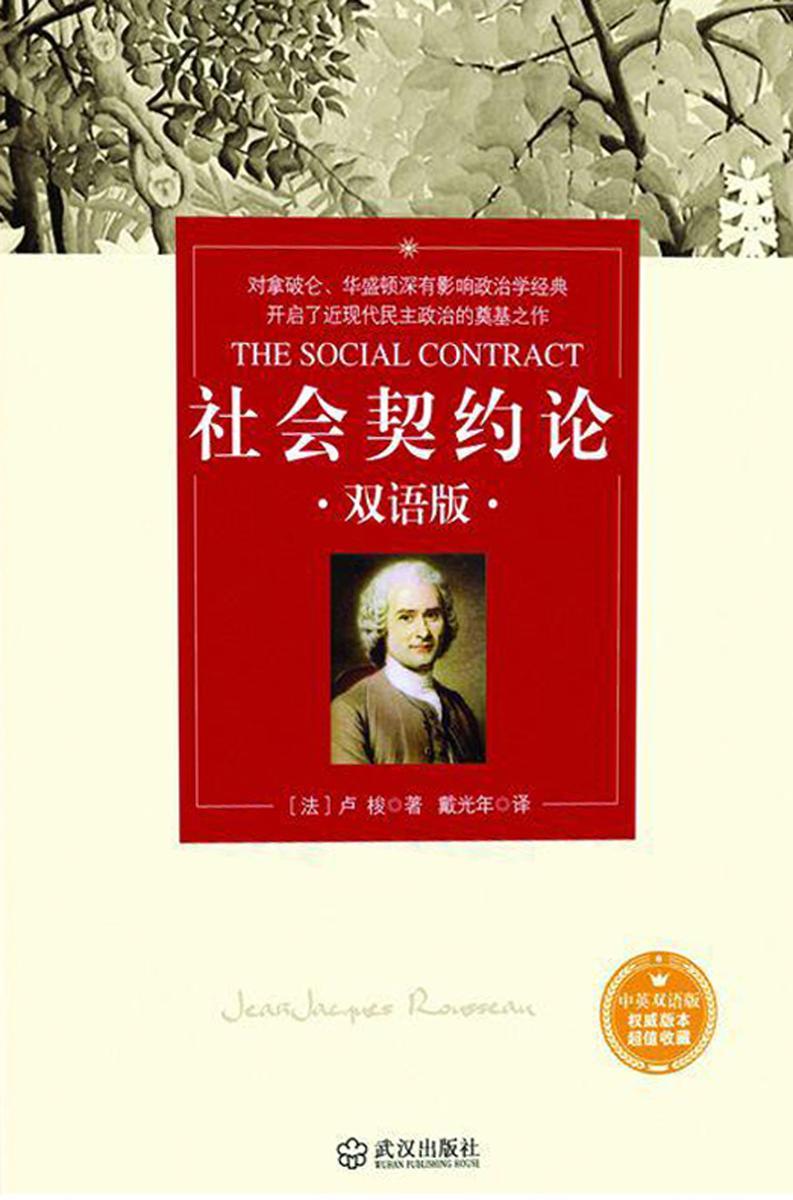 对拿破仑、华盛顿深有影响政治学经典
开启了近现代民主政治的奠基之作
THE SOCIAL CONTRACT
社会契约论
·双语版·
[法]卢 梭◎著 戴光年◎译
Jean Jacques Rousseau
中英双语版
权威版本
超值收藏
武汉出版社
WUHAN PUBLISHING HOUSE